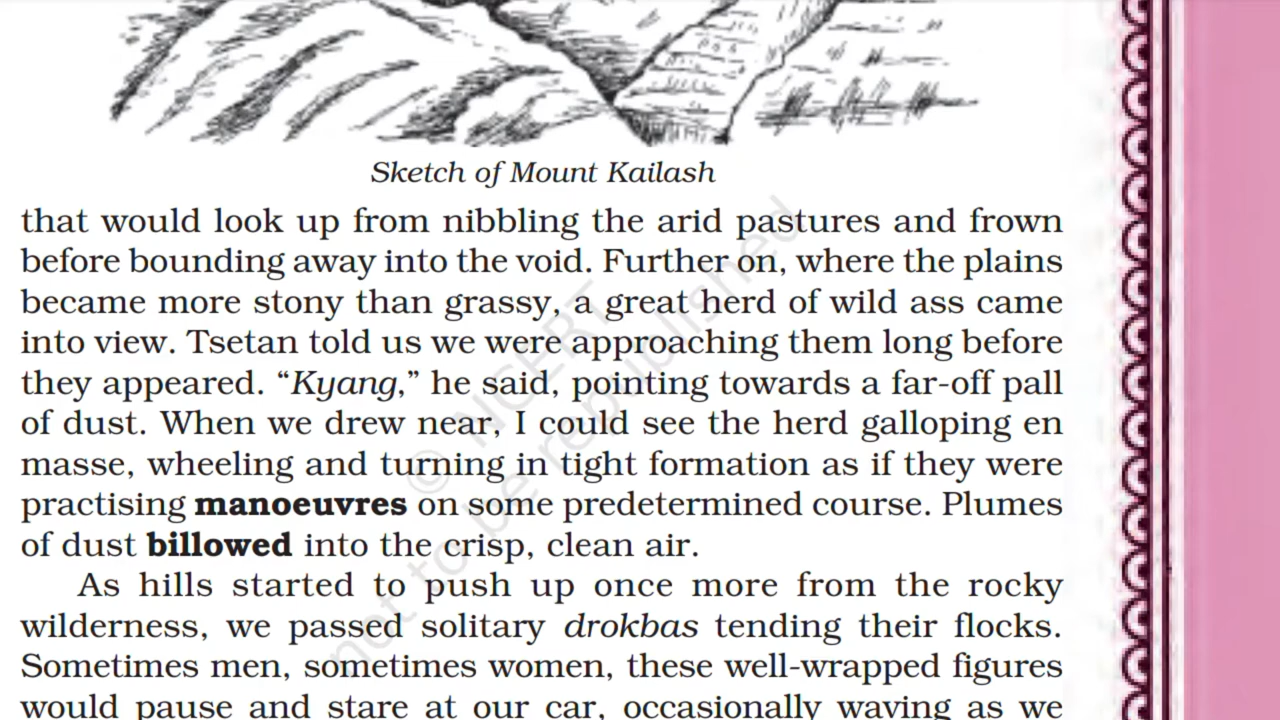 Sketch of Mount Kailash
that would look up from nibbling the arid pastures and frown
before bounding away into the void. Further on, where the plains
became more stony than grassy, a great herd of wild ass came
into view. Tsetan told us we were approaching them long before
they appeared. “Kyang,” he said, pointing towards a far-off pall
of dust. When we drew near, I could see the herd galloping en
masse, wheeling and turning in tight formation as if they were
practising manoeuvres on some predetermined course. Plumes
of dust billowed into the crisp, clean air.
As hills started to push up once more from the rocky
wilderness, we passed solitary drokbas tending their flocks.
Sometimes men, sometimes women, these well-wrapped figures
would pause and stare at our car, occasionally waving as we
© NCERT
not to be republished